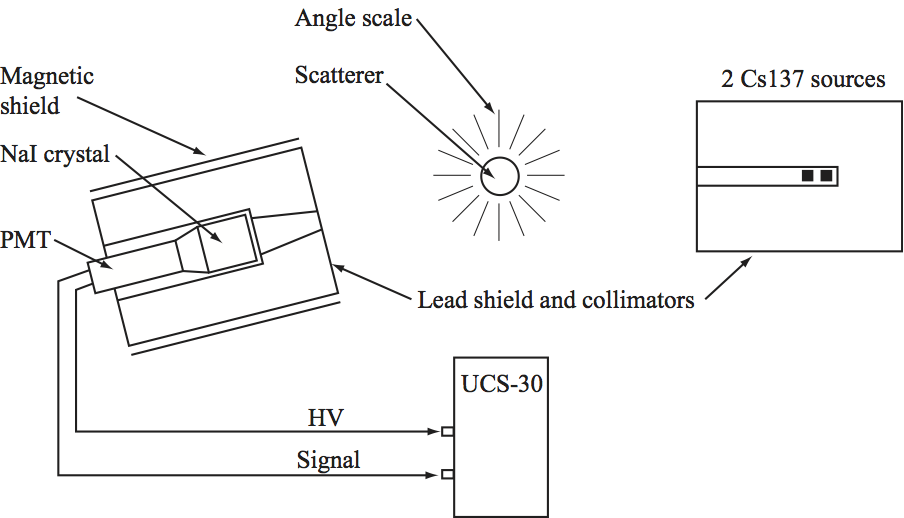 Angle scale
Magnetic
shield
Scatterer
2 Cs137 sources
NaI crystal
PMT
Lead shield and collimators
UCS-30
HV
Signal